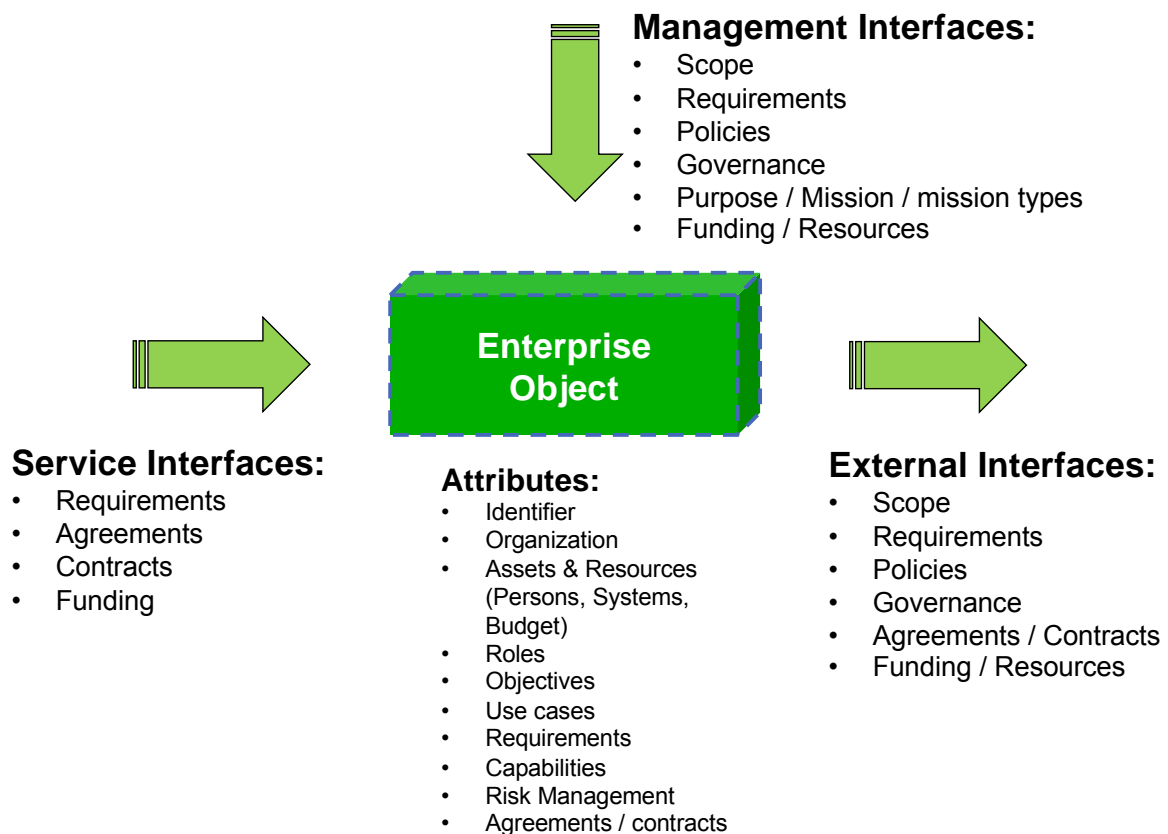 Management Interfaces:
• Scope
• Requirements
• Policies
• Governance
• Purpose / Mission / mission types
• Funding / Resources
Enterprise
Object
Service Interfaces:
• Requirements
• Agreements
• Contracts
• Funding
Attributes:
• Identifier
• Organization
• Assets & Resources
(Persons, Systems,
Budget)
• Roles
• Objectives
• Use cases
• Requirements
• Capabilities
• Risk Management
• Agreements / contracts
External Interfaces:
• Scope
• Requirements
• Policies
• Governance
• Agreements / Contracts
• Funding / Resources